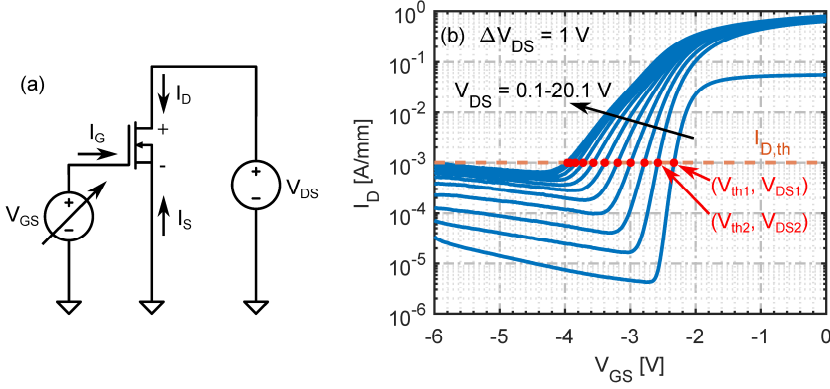 (a)
I_D
+
-
I_G
V_GS
+
−
I_S
+
−
V_DS
(b) ΔV_DS = 1 V
V_DS = 0.1-20.1 V
I_D,th
(V_th1, V_DS1)
(V_th2, V_DS2)
I_D [A/mm]
10^0
10^-1
10^-2
10^-3
10^-4
10^-5
10^-6
-6 -5 -4 -3 -2 -1 0
V_GS [V]